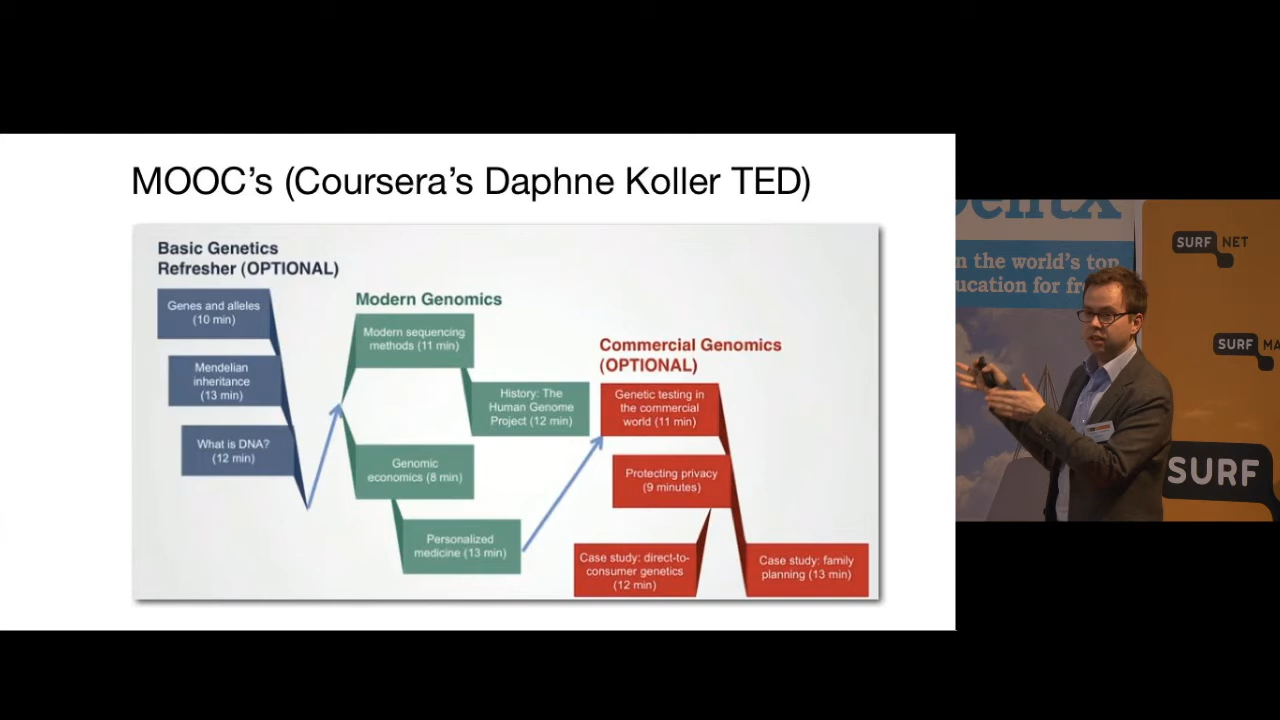 MOOC's (Coursera's Daphne Koller TED)
Basic Genetics
Refresher (OPTIONAL)
Genes and alleles
(10 min)
Mendelian
inheritance
(13 min)
What is DNA?
(12 min)
Modern Genomics
Modern sequencing
methods (11 min)
History: The
Human Genome
Project (12 min)
Genomic
economics (8 min)
Personalized
medicine (13 min)
Commercial Genomics
(OPTIONAL)
Genetic testing in
the commercial
world (11 min)
Protecting privacy
(9 minutes)
Case study: direct-to-
consumer genetics
(12 min)
Case study: family
planning (13 min)
the world's top
for
SURF NET
SURF
SURF